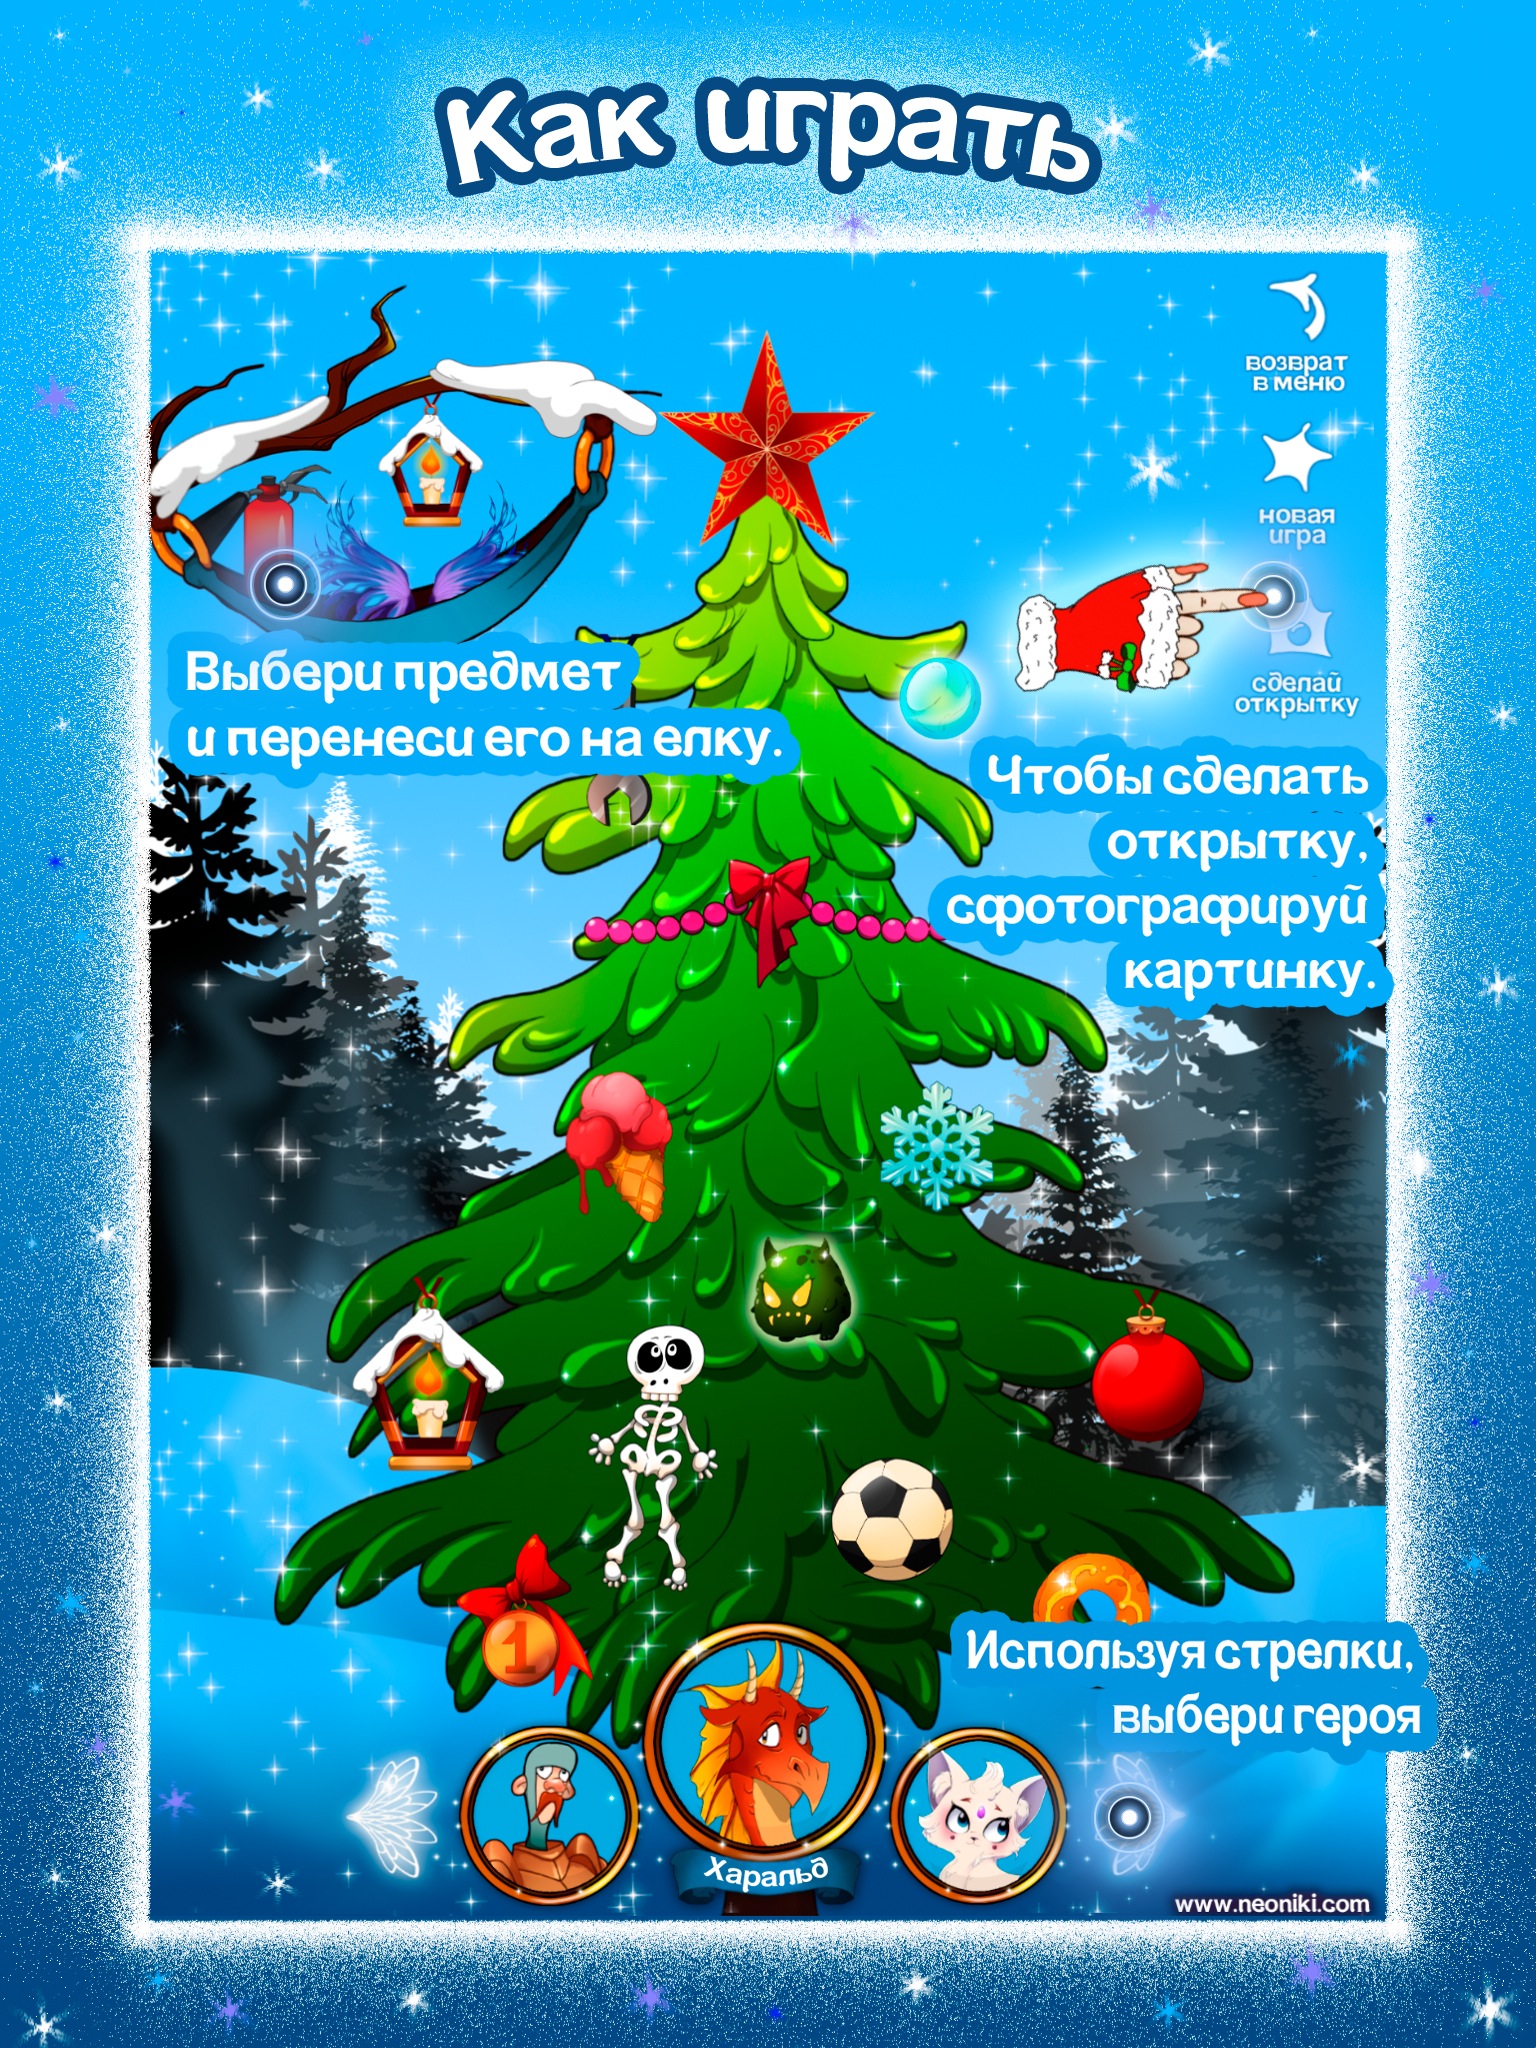 Как играть
возврат
в меню
новая
игра
сделай
открытку
Выбери предмет
и перенеси его на елку.
Чтобы сделать
открытку,
сфотографируй
картинку.
1
Используя стрелки,
выбери героя
Харальд
www.neoniki.com